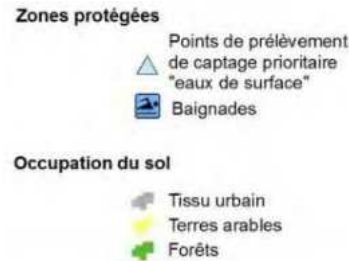 Zones protégées
Points de prélèvement
de captage prioritaire
"eaux de surface"
Baignades
Occupation du sol
Tissu urbain
Terres arables
Forêts